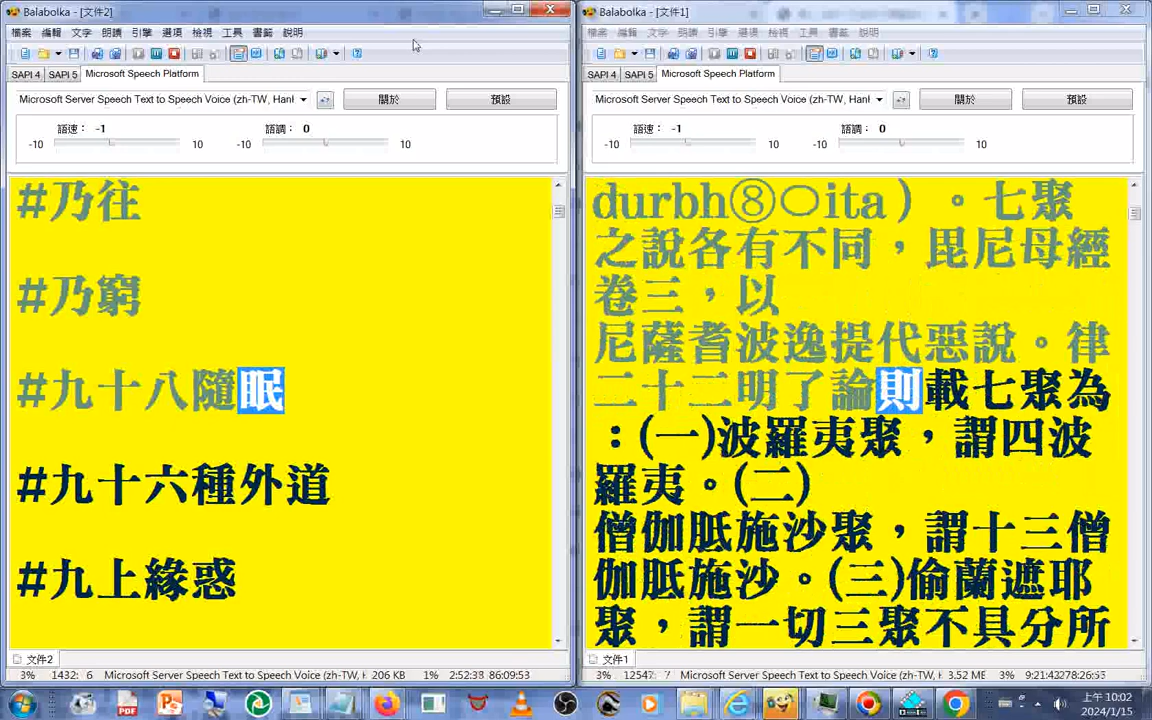 Balabolka - [文件2]
檔案 編輯 文字 朗讀 引擎 選項 檢視 工具 書籤 說明
SAPI 4 SAPI 5 Microsoft Speech Platform
Microsoft Server Speech Text to Speech Voice (zh-TW, Han
關於 預設
語速： -1 語調： 0
-10 10 -10 10
#乃往
#乃窮
#九十八隨眠
#九十六種外道
#九上緣惑
文件2
3% 1432: 6 Microsoft Server Speech Text to Speech Voice (zh-TW, 206 KB 1% 2:52:38 86:09:53
Balabolka - [文件1]
檔案 編輯 文字 朗讀 引擎 選項 檢視 工具 書籤 說明
SAPI 4 SAPI 5 Microsoft Speech Platform
Microsoft Server Speech Text to Speech Voice (zh-TW, Han
關於 預設
語速： -1 語調： 0
-10 10 -10 10
durbh⑧〇ita）。七聚
之說各有不同，毘尼母經
卷三，以
尼薩耆波逸提代惡說。律
二十二明了論則載七聚為
：(一)波羅夷聚，謂四波
羅夷。(二)
僧伽胝施沙聚，謂十三僧
伽胝施沙。(三)偷蘭遮耶
聚，謂一切三聚不具分所
文件1
3% 12547: 7 Microsoft Server Speech Text to Speech Voice (zh-TW, 3.52 MB 3%
上午 10:02
2024/1/15